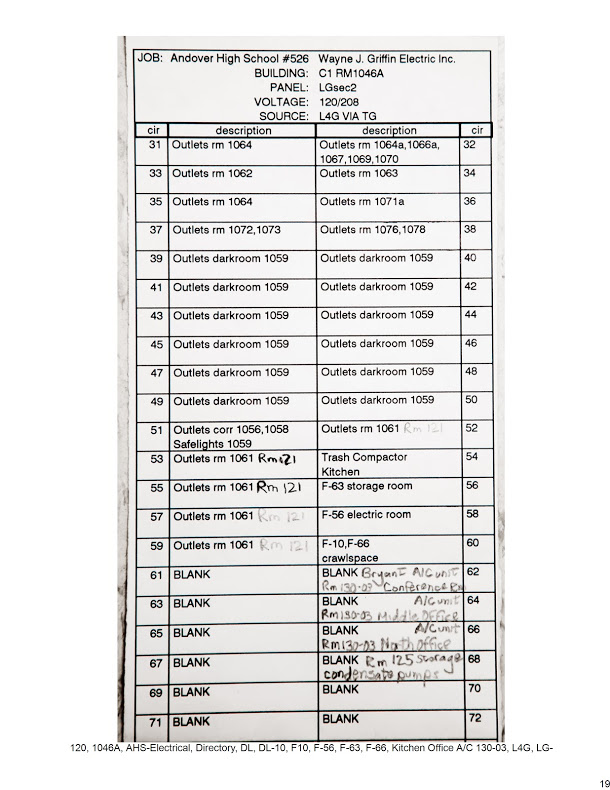 JOB: Andover High School #526 Wayne J. Griffin Electric Inc.
BUILDING: C1 RM1046A
PANEL: LGsec2
VOLTAGE: 120/208
SOURCE: L4G VIA TG
cir description description cir
31 Outlets rm 1064 Outlets rm 1064a,1066a, 32
1067,1069,1070
33 Outlets rm 1062 Outlets rm 1063 34
35 Outlets rm 1064 Outlets rm 1071a 36
37 Outlets rm 1072,1073 Outlets rm 1076,1078 38
39 Outlets darkroom 1059 Outlets darkroom 1059 40
41 Outlets darkroom 1059 Outlets darkroom 1059 42
43 Outlets darkroom 1059 Outlets darkroom 1059 44
45 Outlets darkroom 1059 Outlets darkroom 1059 46
47 Outlets darkroom 1059 Outlets darkroom 1059 48
49 Outlets darkroom 1059 Outlets darkroom 1059 50
51 Outlets corr 1056,1058 Outlets rm 1061 Rm 121 52
Safelights 1059
53 Outlets rm 1061 Rm 121 Trash Compactor 54
Kitchen
55 Outlets rm 1061 Rm 121 F-63 storage room 56
57 Outlets rm 1061 Rm 121 F-56 electric room 58
59 Outlets rm 1061 Rm 121 F-10,F-66 60
crawlspace
61 BLANK BLANK Bryant A/C unit 62
Rm 130-03 Conference Rm
63 BLANK BLANK A/C unit 64
Rm 130-03 Middle Office
65 BLANK BLANK A/C unit 66
Rm 130-03 North Office
67 BLANK BLANK Rm 125 storage 68
condensate pumps
69 BLANK BLANK 70
71 BLANK BLANK 72
120, 1046A, AHS-Electrical, Directory, DL, DL-10, F10, F-56, F-63, F-66, Kitchen Office A/C 130-03, L4G, LG-
19